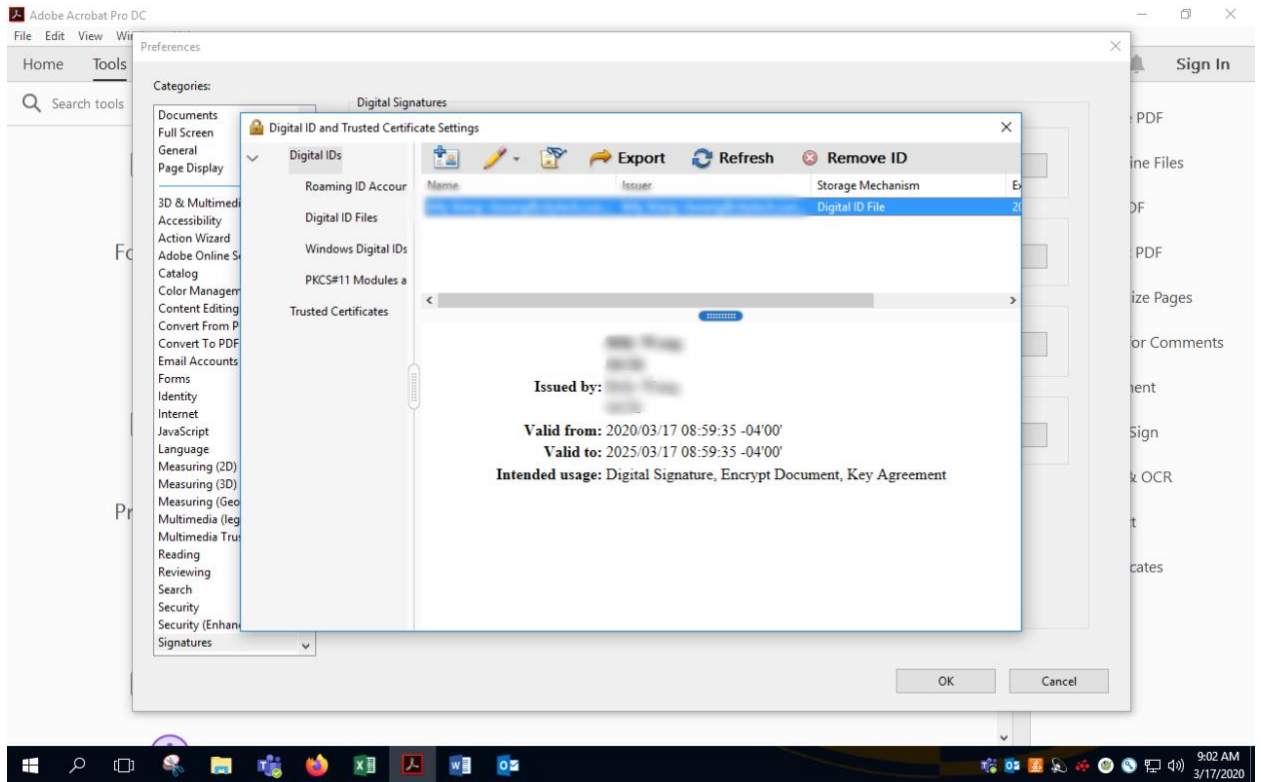 Adobe Acrobat Pro DC
File Edit View
Preferences
Home Tools
Sign In
Categories:
Search tools
Digital Signatures
Documents
Full Screen
General
Page Display
3D & Multimedi
Accessibility
Action Wizard
Adobe Online S
Catalog
Color Managem
Content Editing
Convert From P
Convert To PDF
Email Accounts
Forms
Identity
Internet
JavaScript
Language
Measuring (2D)
Measuring (3D)
Measuring (Geo
Multimedia (leg
Multimedia Tru
Reading
Reviewing
Search
Security
Security (Enhan
Signatures
Digital ID and Trusted Certificate Settings
Digital IDs
Roaming ID Accour
Digital ID Files
Windows Digital IDs
PKCS#11 Modules a
Trusted Certificates
Export Refresh Remove ID
Name Issuer Storage Mechanism
Digital ID File
Issued by:
Valid from: 2020/03/17 08:59:35 -04'00'
Valid to: 2025/03/17 08:59:35 -04'00'
Intended usage: Digital Signature, Encrypt Document, Key Agreement
Fo
Pr
PDF
ine Files
DF
PDF
ize Pages
or Comments
ent
Sign
& OCR
t
cates
OK Cancel
9:02 AM
3/17/2020